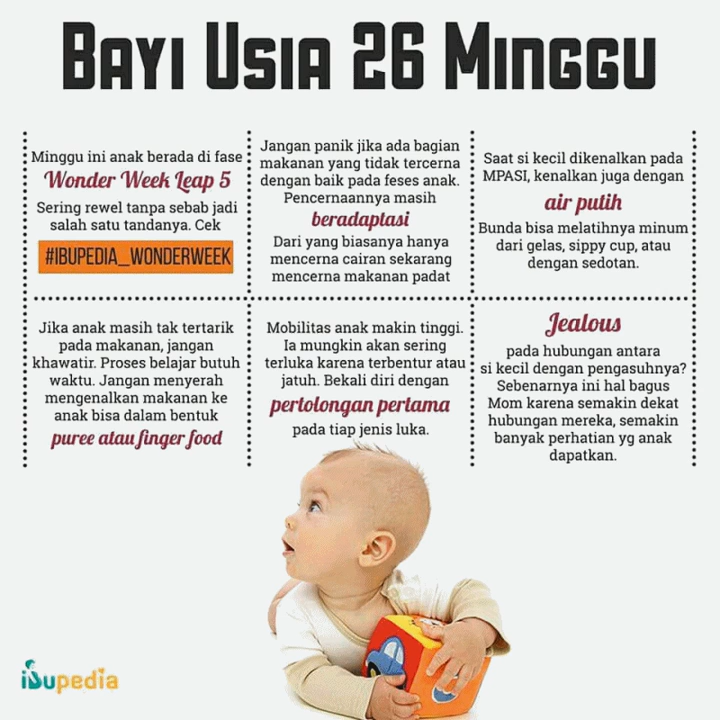 BAYI USIA 26 MINGGU
Minggu ini anak berada di fase
Wonder Week Leap 5
Sering rewel tanpa sebab jadi
salah satu tandanya. Cek
#IBUPEDIA_WONDERWEEK
Jangan panik jika ada bagian
makanan yang tidak tercerna
dengan baik pada feses anak.
Pencernaannya masih
beradaptasi
Dari yang biasanya hanya
mencerna cairan sekarang
mencerna makanan padat
Saat si kecil dikenalkan pada
MPASI, kenalkan juga dengan
air putih
Bunda bisa melatihnya minum
dari gelas, sippy cup, atau
dengan sedotan.
Jika anak masih tak tertarik
pada makanan, jangan
khawatir. Proses belajar butuh
waktu. Jangan menyerah
mengenalkan makanan ke
anak bisa dalam bentuk
puree atau finger food
Mobilitas anak makin tinggi.
Ia mungkin akan sering
terluka karena terbentur atau
jatuh. Bekali diri dengan
pertolongan pertama
pada tiap jenis luka.
Jealous
pada hubungan antara
si kecil dengan pengasuhnya?
Sebenarnya ini hal bagus
Mom karena semakin dekat
hubungan mereka, semakin
banyak perhatian yg anak
dapatkan.
ibupedia